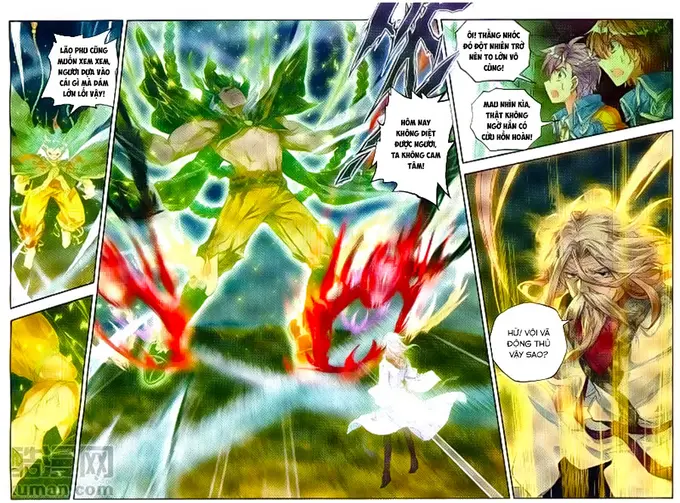 LÃO PHU CŨNG
MUỐN XEM XEM,
NGƯƠI DỰA VÀO
CÁI GÌ MÀ DÁM
LỚN LỐI VẬY!
HÔM NAY
KHÔNG DIỆT
ĐƯỢC NGƯƠI,
TA KHÔNG CAM
TÂM!
ÔI! THẰNG NHÓC
ĐÓ ĐỘT NHIÊN TRỞ
NÊN TO LỚN VÔ
CÙNG!
MAU NHÌN KÌA,
THẬT KHÔNG
NGỜ HẮN CÓ
CỬU HỒN HOÀN!
HỪ! VỘI VÃ
ĐỘNG THỦ
VẬY SAO?
uman.com